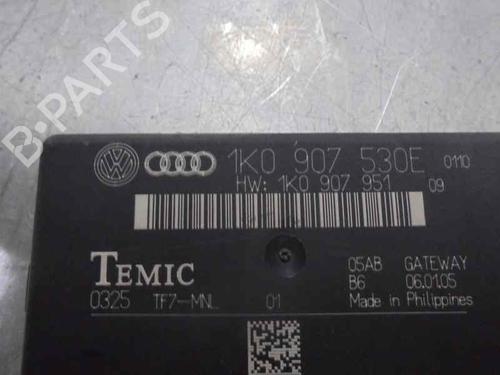 B-PARTS
1K0 907 530E 0110
HW: 1K0 907 951 09
TEMIC
05AB GATEWAY
B6 06.01.05
0325 TF7-MNL 01
Made in Philippines